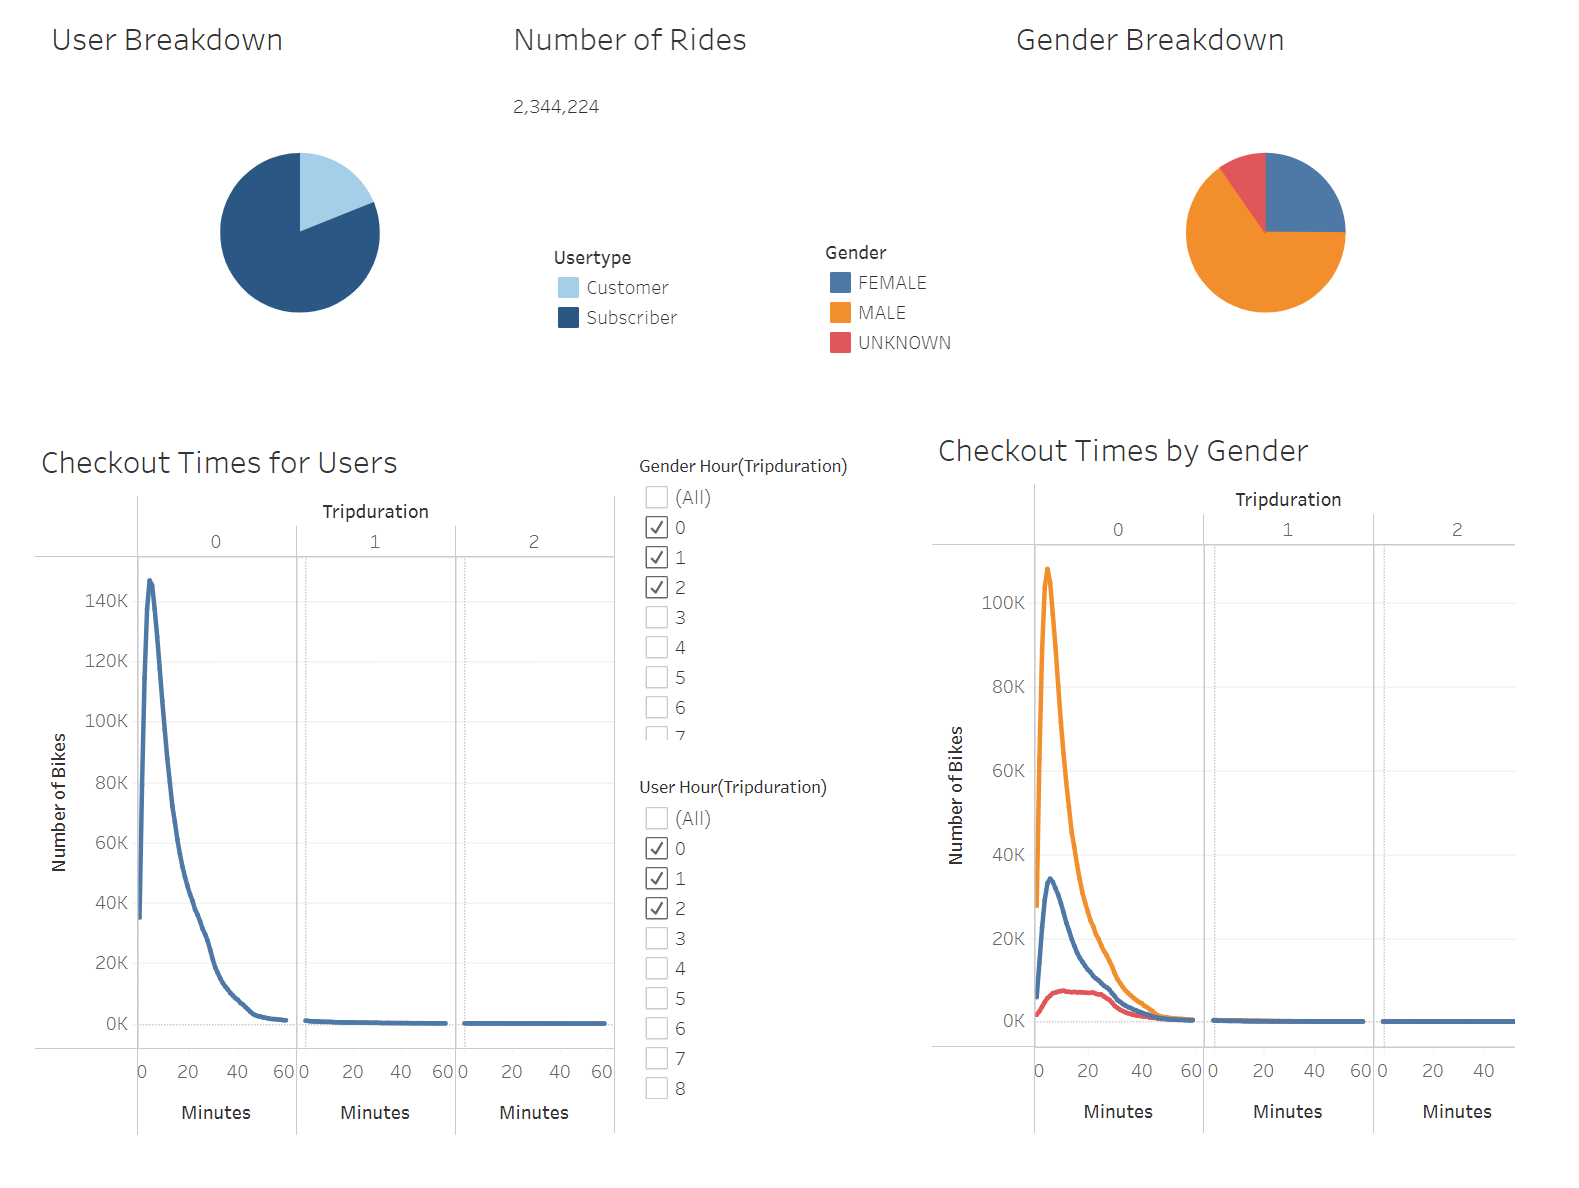 User Breakdown
Number of Rides
Gender Breakdown
2,344,224
Usertype
Customer
Subscriber
Gender
FEMALE
MALE
UNKNOWN
Checkout Times for Users
Tripduration
0 1 2
140K
120K
100K
80K
60K
40K
20K
0K
Number of Bikes
0 20 40 60 0 20 40 60 0 20 40 60
Minutes Minutes Minutes
Gender Hour(Tripduration)
(All)
0
1
2
3
4
5
6
7
User Hour(Tripduration)
(All)
0
1
2
3
4
5
6
7
8
Checkout Times by Gender
Tripduration
0 1 2
100K
80K
60K
40K
20K
0K
Number of Bikes
0 20 40 60 0 20 40 60 0 20 40
Minutes Minutes Minutes